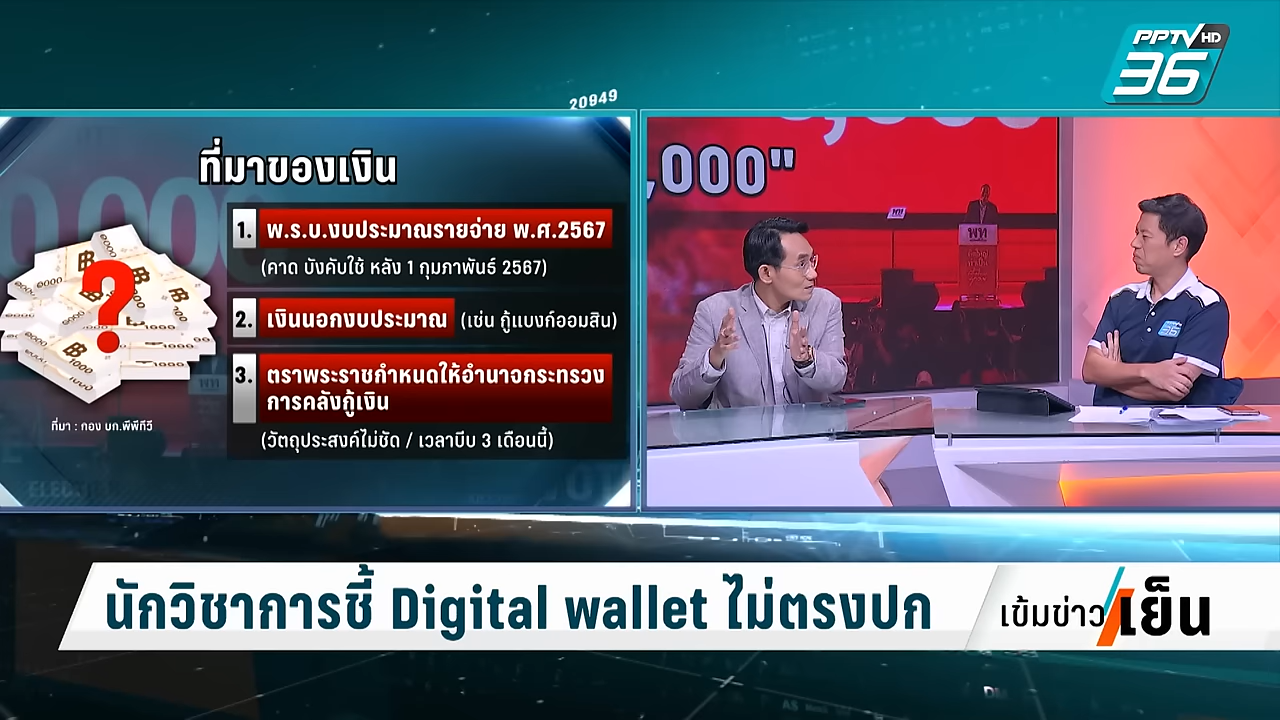 PPTV HD
36
20949
ที่มาของเงิน
1. พ.ร.บ.งบประมาณรายจ่าย พ.ศ.2567
(คาด บังคับใช้ หลัง 1 กุมภาพันธ์ 2567)
2. เงินนอกงบประมาณ (เช่น กู้แบงก์ออมสิน)
3. ตราพระราชกำหนดให้อำนาจกระทรวง
การคลังกู้เงิน
(วัตถุประสงค์ไม่ชัด / เวลาบีบ 3 เดือนนี้)
?
1000
ที่มา : กอง บก.พีพีทีวี
,000"
พท
36
นักวิชาการชี้ Digital wallet ไม่ตรงปก
เข้มข่าว/เย็น